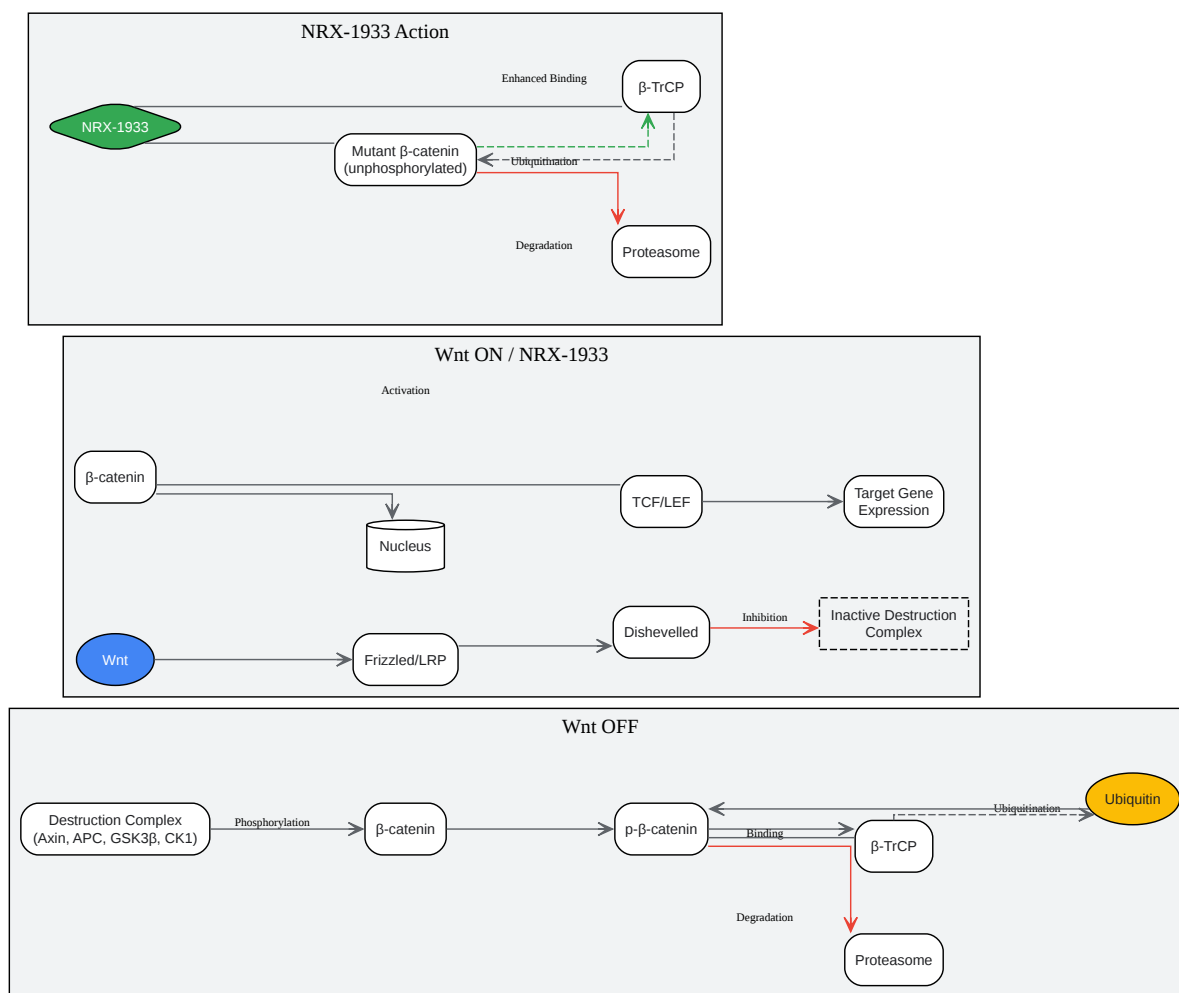 NRX-1933 Action
Enhanced Binding
β-TrCP
NRX-1933
Mutant β-catenin
(unphosphorylated)
Ubiquitination
Degradation
Proteasome
Wnt ON / NRX-1933
Activation
β-catenin
TCF/LEF
Target Gene
Expression
Nucleus
Inhibition
Inactive Destruction
Complex
Dishevelled
Wnt
Frizzled/LRP
Wnt OFF
Destruction Complex
(Axin, APC, GSK3β, CK1)
Phosphorylation
β-catenin
p-β-catenin
Binding
β-TrCP
Ubiquitination
Ubiquitin
Degradation
Proteasome